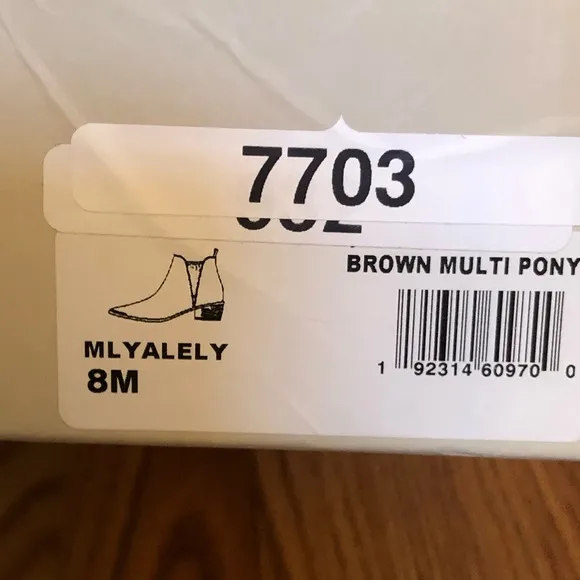 7703
BROWN MULTI PONY
MLYALELY
8M
1 92314 60970 0